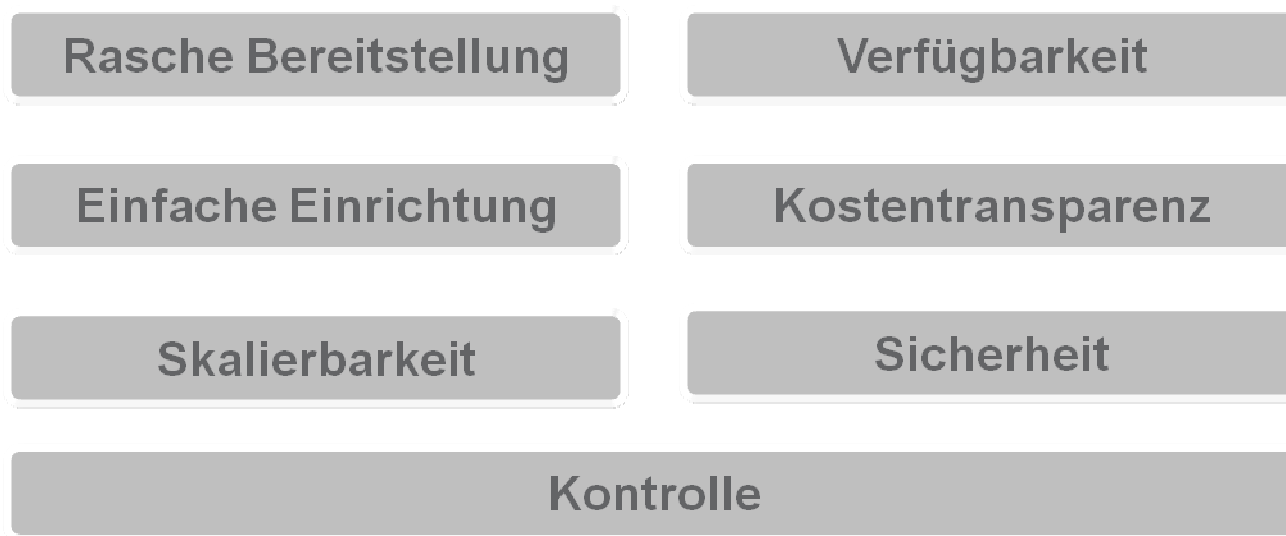 Rasche Bereitstellung
Verfügbarkeit
Einfache Einrichtung
Kostentransparenz
Skalierbarkeit
Sicherheit
Kontrolle